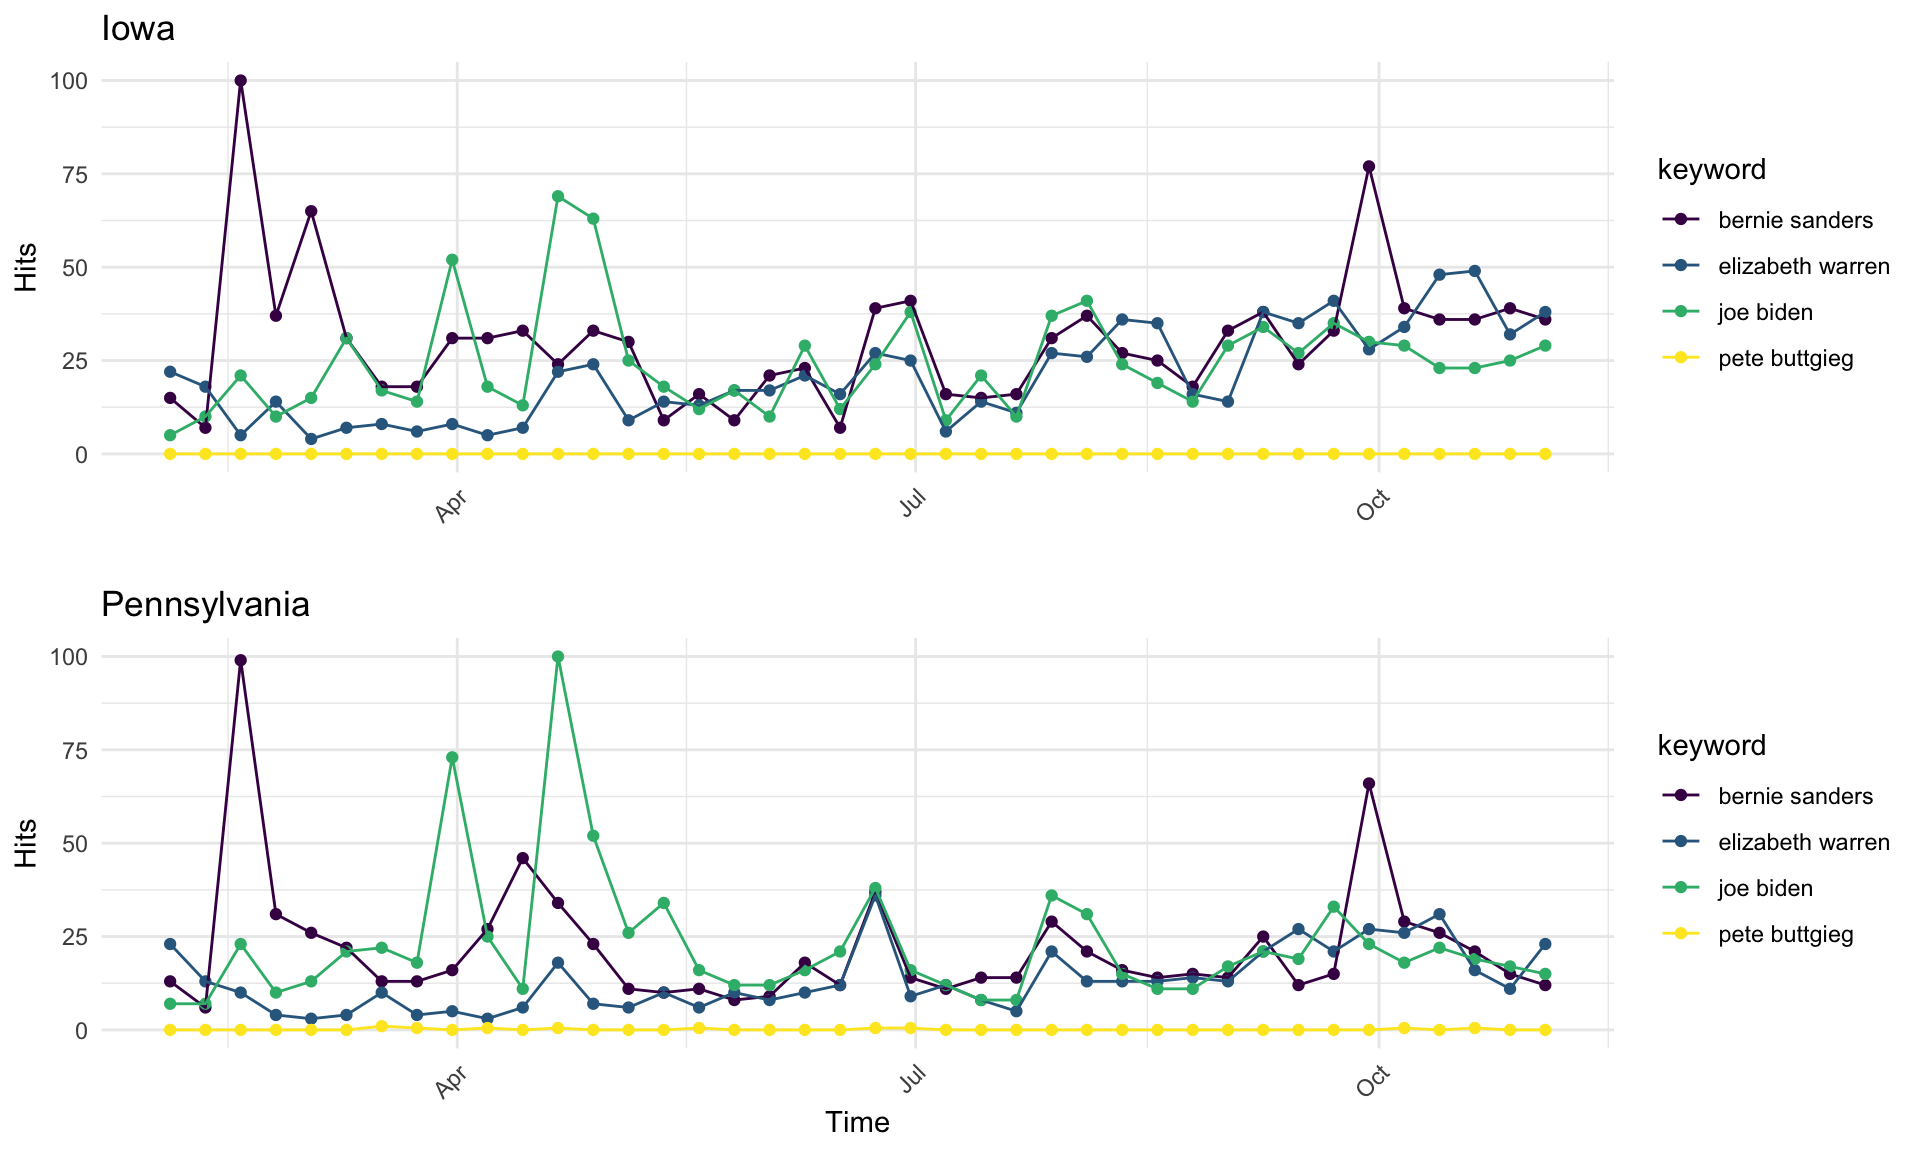 Iowa
100
75
50
25
0
Hits
Apr
Jul
Oct
keyword
bernie sanders
elizabeth warren
joe biden
pete buttgieg
Pennsylvania
100
75
50
25
0
Hits
Apr
Jul
Oct
Time
keyword
bernie sanders
elizabeth warren
joe biden
pete buttgieg